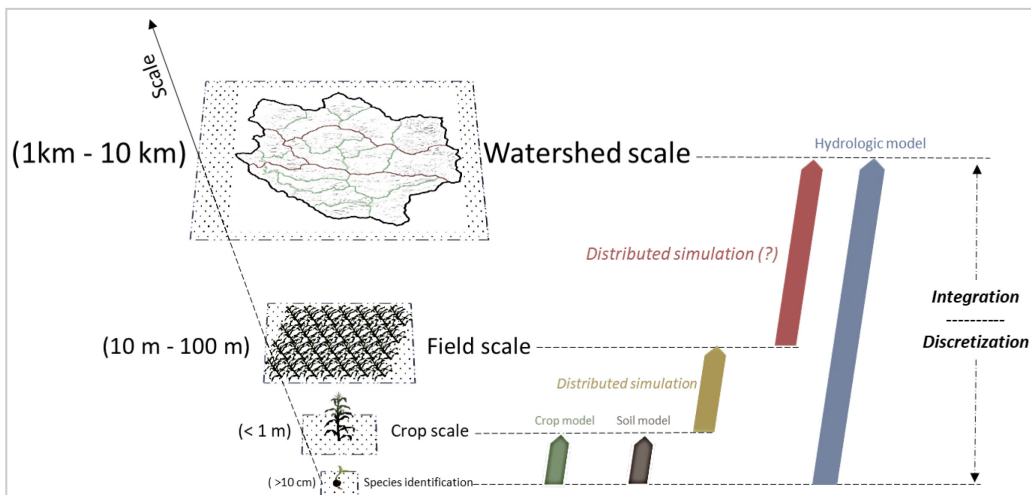 Scale
(1km - 10 km)
Watershed scale
Hydrologic model
Distributed simulation (?)
Integration
----------
Discretization
(10 m - 100 m)
Field scale
Distributed simulation
(< 1 m)
Crop scale
Crop model
Soil model
( >10 cm)
Species identification